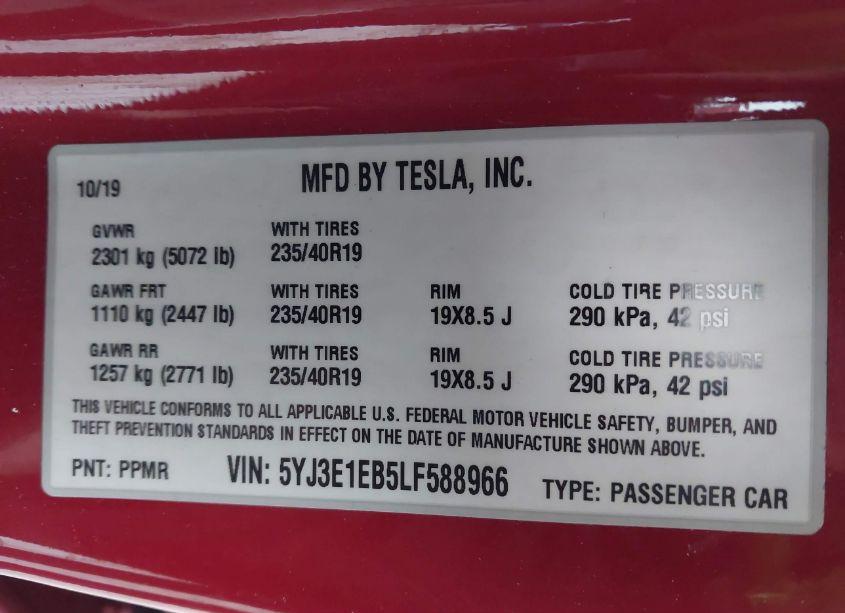 10/19 MFD BY TESLA, INC.
GVWR WITH TIRES
2301 kg (5072 lb) 235/40R19
GAWR FRT WITH TIRES RIM COLD TIRE PRESSURE
1110 kg (2447 lb) 235/40R19 19X8.5 J 290 kPa, 42 psi
GAWR RR WITH TIRES RIM COLD TIRE PRESSURE
1257 kg (2771 lb) 235/40R19 19X8.5 J 290 kPa, 42 psi
THIS VEHICLE CONFORMS TO ALL APPLICABLE U.S. FEDERAL MOTOR VEHICLE SAFETY, BUMPER, AND
THEFT PREVENTION STANDARDS IN EFFECT ON THE DATE OF MANUFACTURE SHOWN ABOVE.
PNT: PPMR VIN: 5YJ3E1EB5LF588966 TYPE: PASSENGER CAR